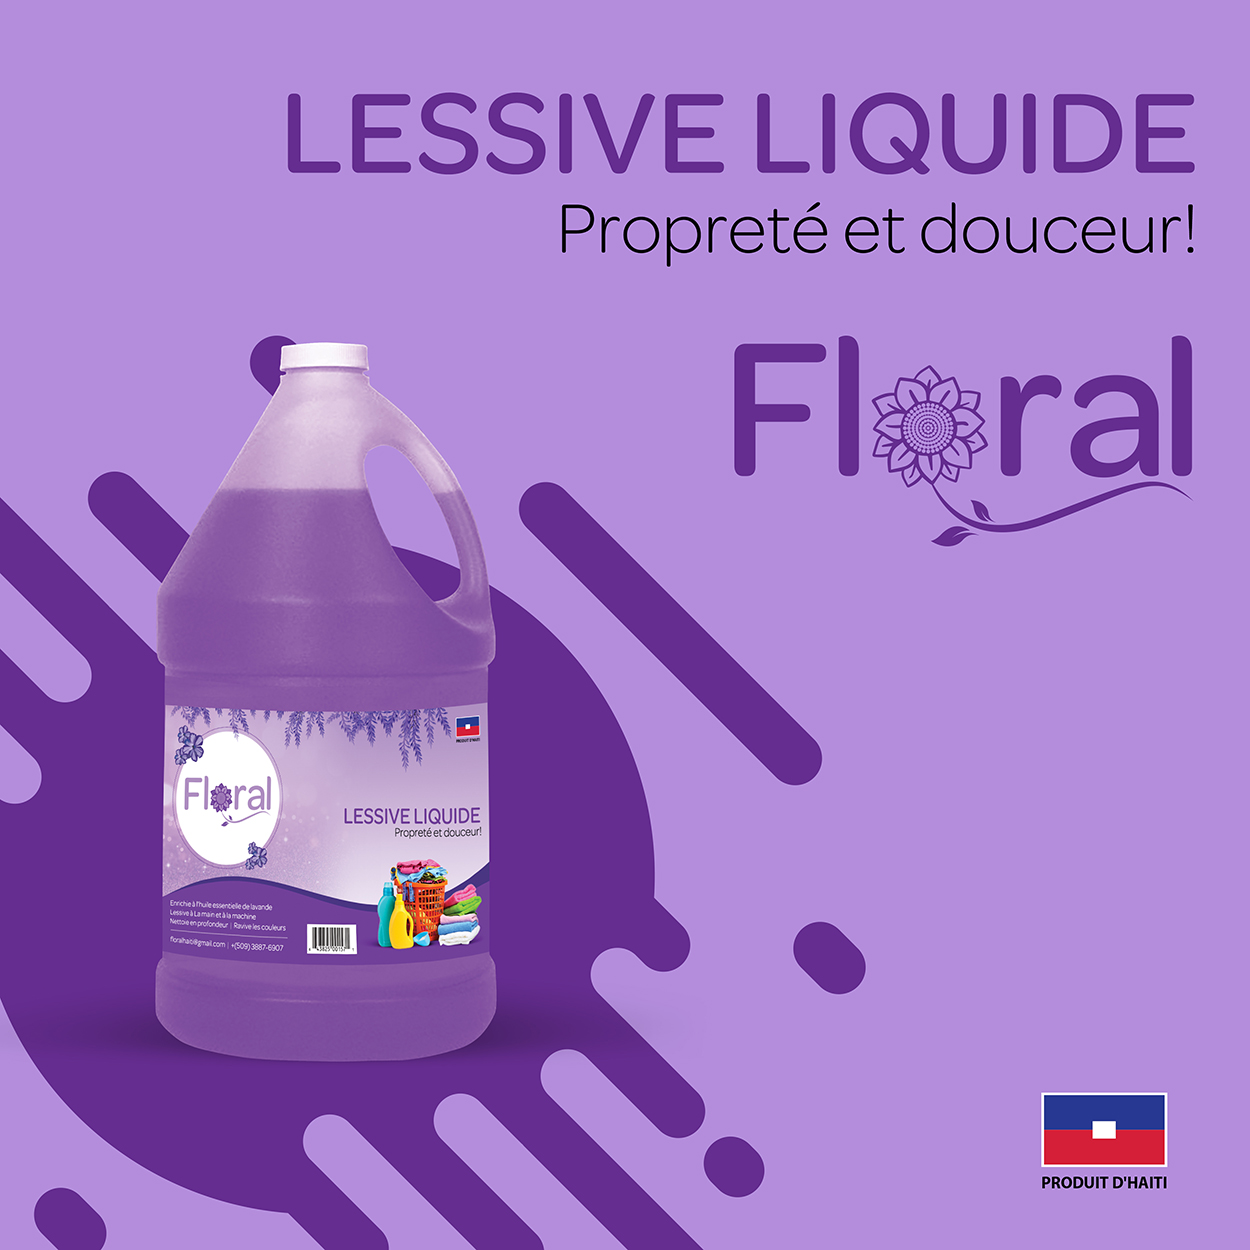 LESSIVE LIQUIDE
Propreté et douceur!
Floral
Floral
PRODUIT D'HAITI
LESSIVE LIQUIDE
Propreté et douceur!
Enrichie à l'huile essentielle de lavande
Lessive à La main et à la machine
Nettoie en profondeur | Ravive les couleurs
floralhaiti@gmail.com | +(509) 3887-6907
PRODUIT D'HAITI